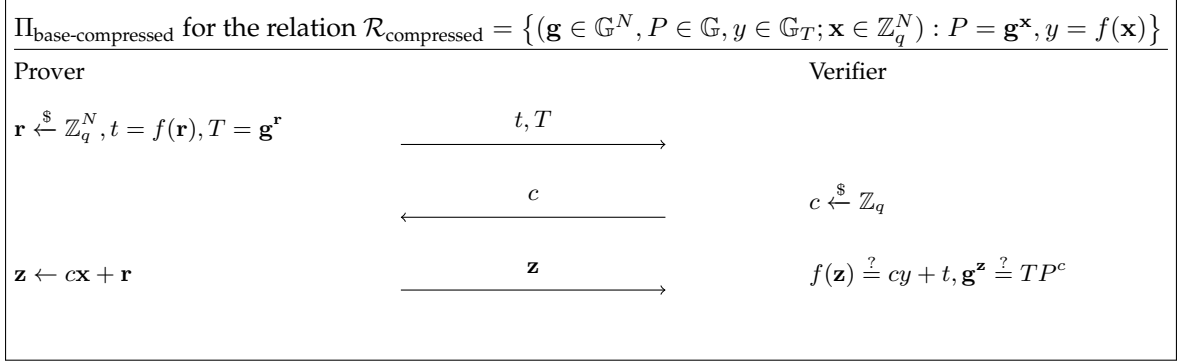 Π_base-compressed for the relation ℛ_compressed = {(𝐠 ∈ 𝔾^N, P ∈ 𝔾, y ∈ 𝔾_T; 𝐱 ∈ ℤ_q^N) : P = 𝐠^𝐱, y = f(𝐱)}
Prover Verifier
𝐫 ←$ ℤ_q^N, t = f(𝐫), T = 𝐠^𝐫 t, T
c c ←$ ℤ_q
𝐳 ← c𝐱 + 𝐫 𝐳 f(𝐳) ≟ cy + t, 𝐠^𝐳 ≟ TP^c